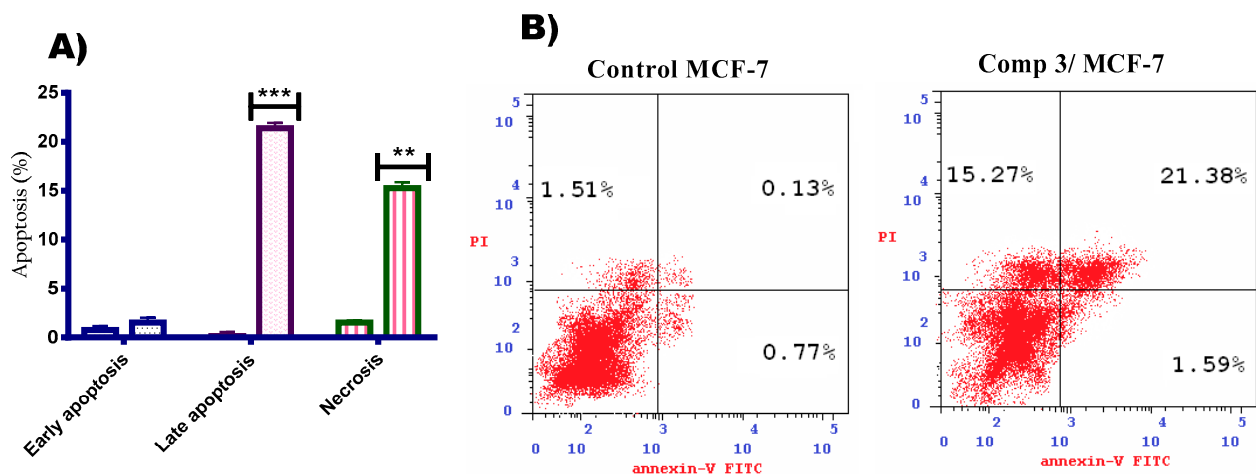 A)
Apoptosis (%)
25
20
15
10
5
0
***
**
Early apoptosis
Late apoptosis
Necrosis
B)
Control MCF-7
PI
10 5
10 4
10 3
10 2
0
1.51%
0.13%
0.77%
0 10 2 10 3 10 4 10 5
annexin-V FITC
Comp 3/ MCF-7
PI
10 5
10 4
10 3
10 2
0
15.27%
21.38%
1.59%
0 10 2 10 3 10 4 10 5
annexin-V FITC